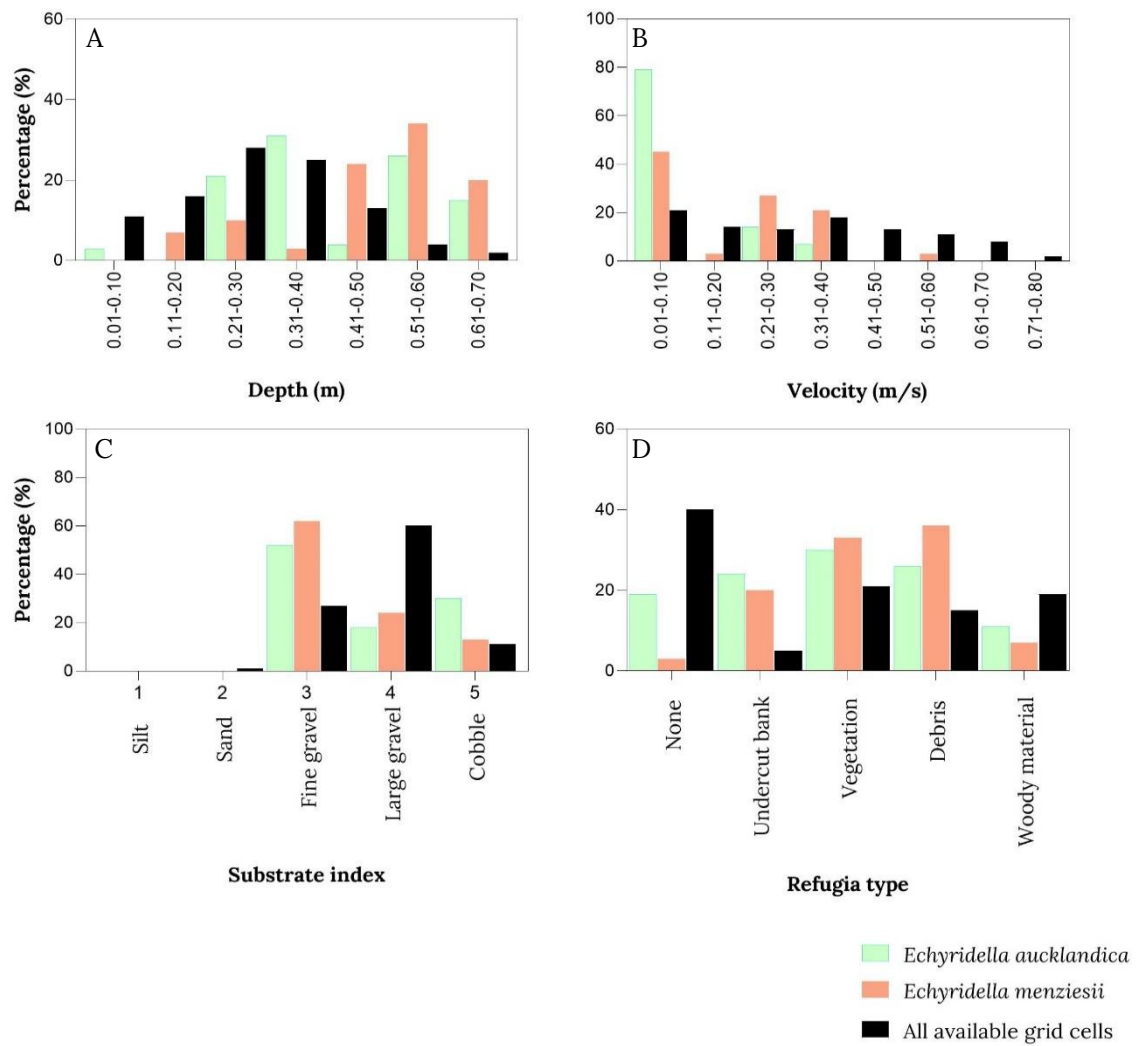 A
Percentage (%)
60
40
20
0
0.01-0.10
0.11-0.20
0.21-0.30
0.31-0.40
0.41-0.50
0.51-0.60
0.61-0.70
Depth (m)
B
100
80
60
40
20
0
0.01-0.10
0.11-0.20
0.21-0.30
0.31-0.40
0.41-0.50
0.51-0.60
0.61-0.70
0.71-0.80
Velocity (m/s)
C
Percentage (%)
100
80
60
40
20
0
1
2
3
4
5
Silt
Sand
Fine gravel
Large gravel
Cobble
Substrate index
D
60
40
20
0
None
Undercut bank
Vegetation
Debris
Woody material
Refugia type
Echyridella aucklandica
Echyridella menziesii
All available grid cells